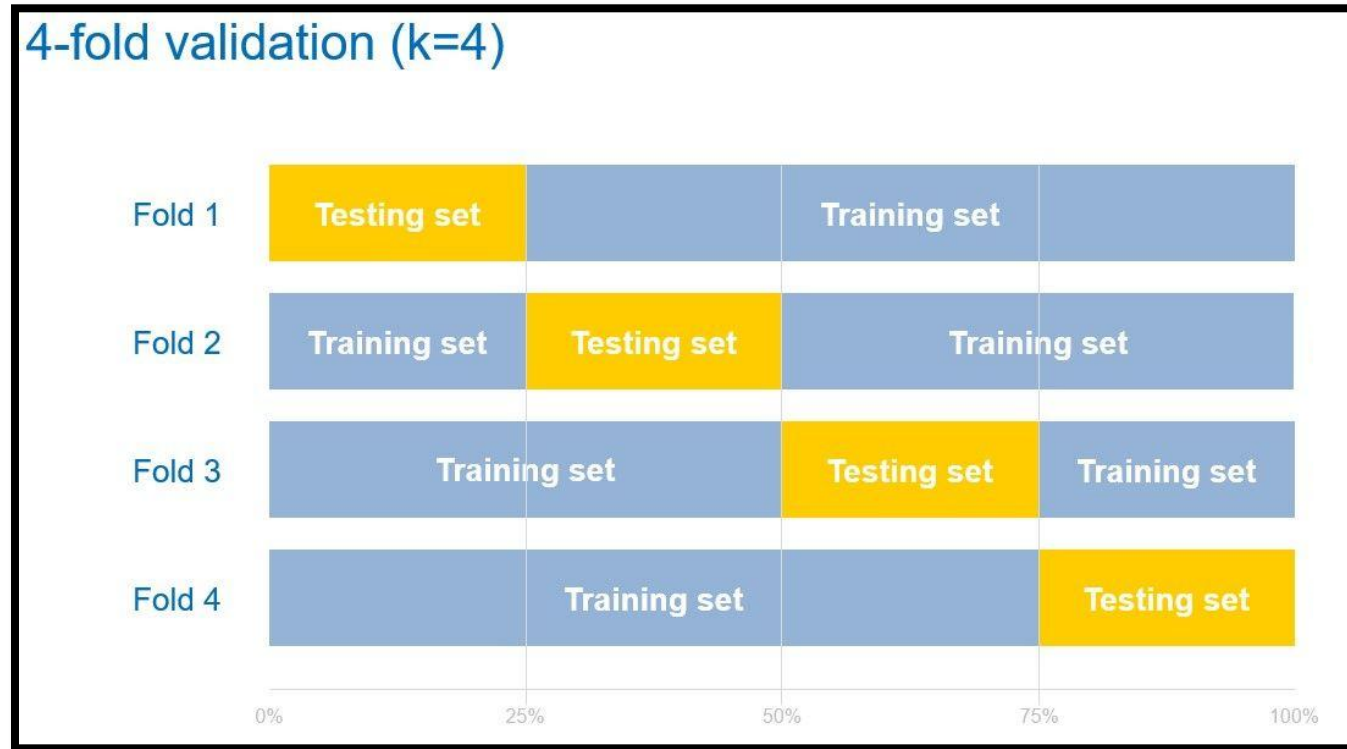 4-fold validation (k=4)
Fold 1 Testing set Training set
Fold 2 Training set Testing set Training set
Fold 3 Training set Testing set Training set
Fold 4 Training set Testing set
0% 25% 50% 75% 100%